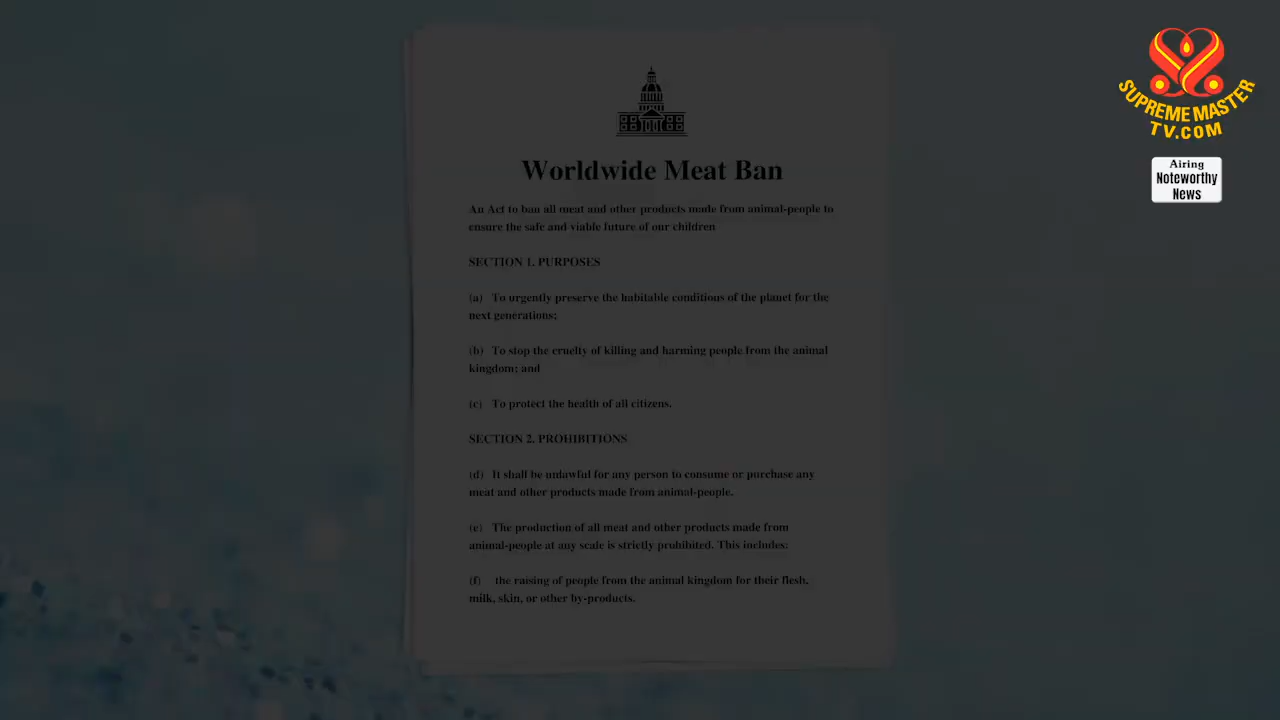 Worldwide Meat Ban
An Act to ban all meat and other products made from animal-people to
ensure the safe and viable future of our children
SECTION 1. PURPOSES
(a) To urgently preserve the habitable conditions of the planet for the
next generations;
(b) To stop the cruelty of killing and harming people from the animal
kingdom; and
(c) To protect the health of all citizens.
SECTION 2. PROHIBITIONS
(d) It shall be unlawful for any person to consume or purchase any
meat and other products made from animal-people.
(e) The production of all meat and other products made from
animal-people at any scale is strictly prohibited. This includes:
(f) the raising of people from the animal kingdom for their flesh,
milk, skin, or other by-products.
SUPREME MASTER
TV.COM
Airing
Noteworthy
News